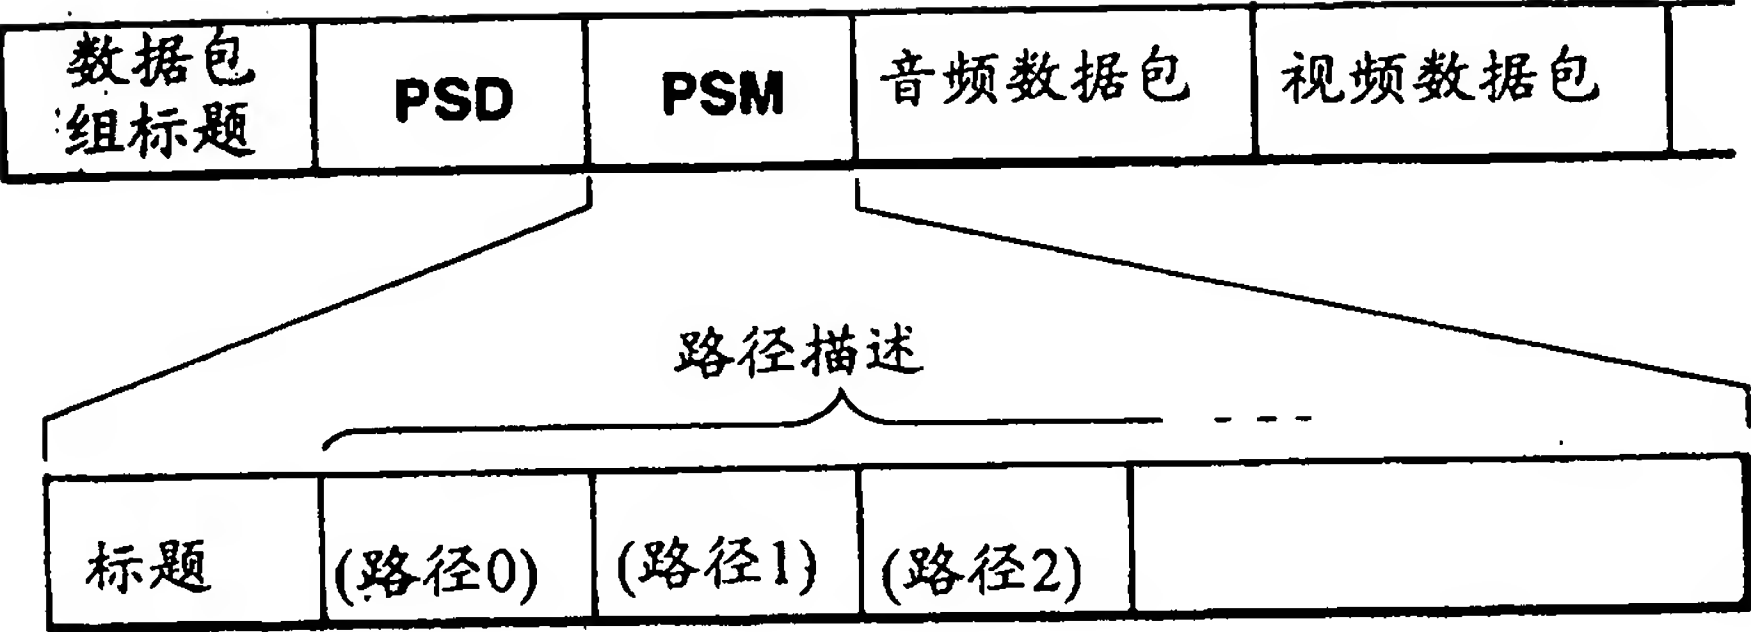 数据包
组标题
PSD
PSM
音频数据包
视频数据包
路径描述
标题
(路径0)
(路径1)
(路径2)